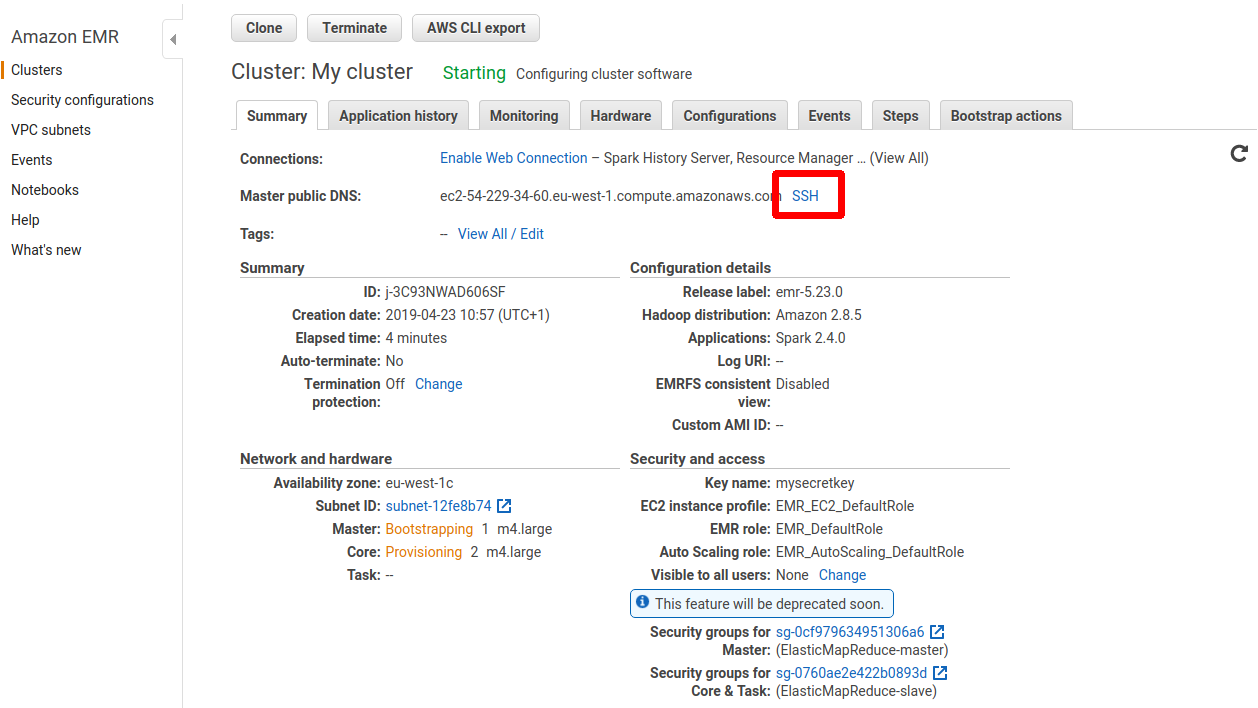 Amazon EMR
Clusters
Security configurations
VPC subnets
Events
Notebooks
Help
What's new
Clone Terminate AWS CLI export
Cluster: My cluster Starting Configuring cluster software
Summary Application history Monitoring Hardware Configurations Events Steps Bootstrap actions
Connections: Enable Web Connection – Spark History Server, Resource Manager ... (View All)
Master public DNS: ec2-54-229-34-60.eu-west-1.compute.amazonaws.com SSH
Tags: -- View All / Edit
Summary
ID: j-3C93NWAD606SF
Creation date: 2019-04-23 10:57 (UTC+1)
Elapsed time: 4 minutes
Auto-terminate: No
Termination Off Change
protection:
Configuration details
Release label: emr-5.23.0
Hadoop distribution: Amazon 2.8.5
Applications: Spark 2.4.0
Log URI: --
EMRFS consistent Disabled
view:
Custom AMI ID: --
Network and hardware
Availability zone: eu-west-1c
Subnet ID: subnet-12fe8b74
Master: Bootstrapping 1 m4.large
Core: Provisioning 2 m4.large
Task: --
Security and access
Key name: mysecretkey
EC2 instance profile: EMR_EC2_DefaultRole
EMR role: EMR_DefaultRole
Auto Scaling role: EMR_AutoScaling_DefaultRole
Visible to all users: None Change
This feature will be deprecated soon.
Security groups for sg-0cf979634951306a6
Master: (ElasticMapReduce-master)
Security groups for sg-0760ae2e422b0893d
Core & Task: (ElasticMapReduce-slave)